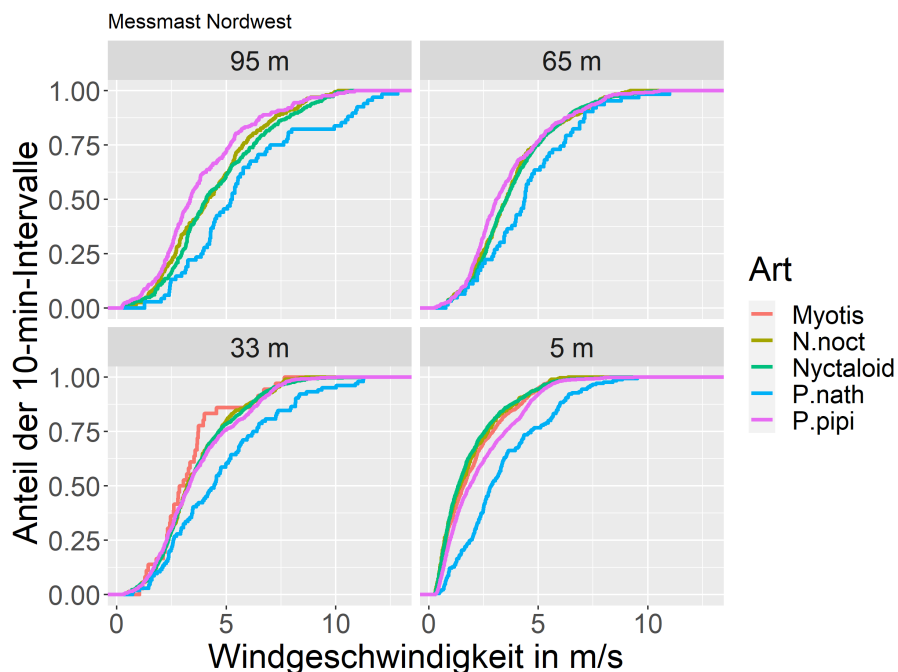 Messmast Nordwest
95 m
65 m
1.00
0.75
0.50
0.25
0.00
33 m
5 m
1.00
0.75
0.50
0.25
0.00
0
5
10
0
5
10
Anteil der 10-min-Intervalle
Windgeschwindigkeit in m/s
Art
Myotis
N.noct
Nyctaloid
P.nath
P.pipi